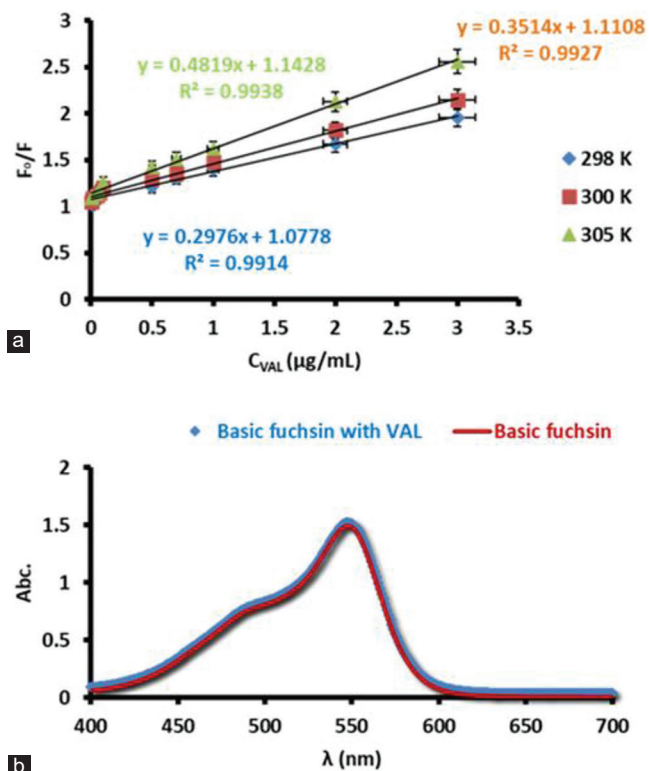 y = 0.3514x + 1.1108
R² = 0.9927
y = 0.4819x + 1.1428
R² = 0.9938
y = 0.2976x + 1.0778
R² = 0.9914
F₀/F
3
2.5
2
1.5
1
0.5
0
0 0.5 1 1.5 2 2.5 3 3.5
C_VAL (µg/mL)
298 K
300 K
305 K
a
Basic fuchsin with VAL
Basic fuchsin
Abc.
2
1.5
1
0.5
0
400 450 500 550 600 650 700
λ (nm)
b